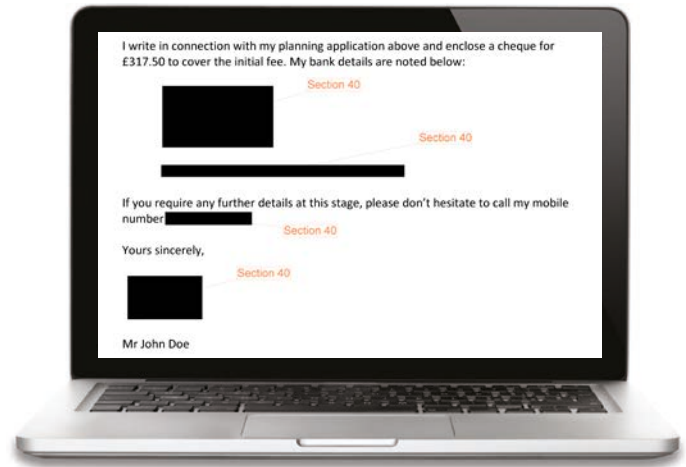 I write in connection with my planning application above and enclose a cheque for
£317.50 to cover the initial fee. My bank details are noted below:
Section 40
Section 40
If you require any further details at this stage, please don't hesitate to call my mobile
number
Section 40
Yours sincerely,
Section 40
Mr John Doe